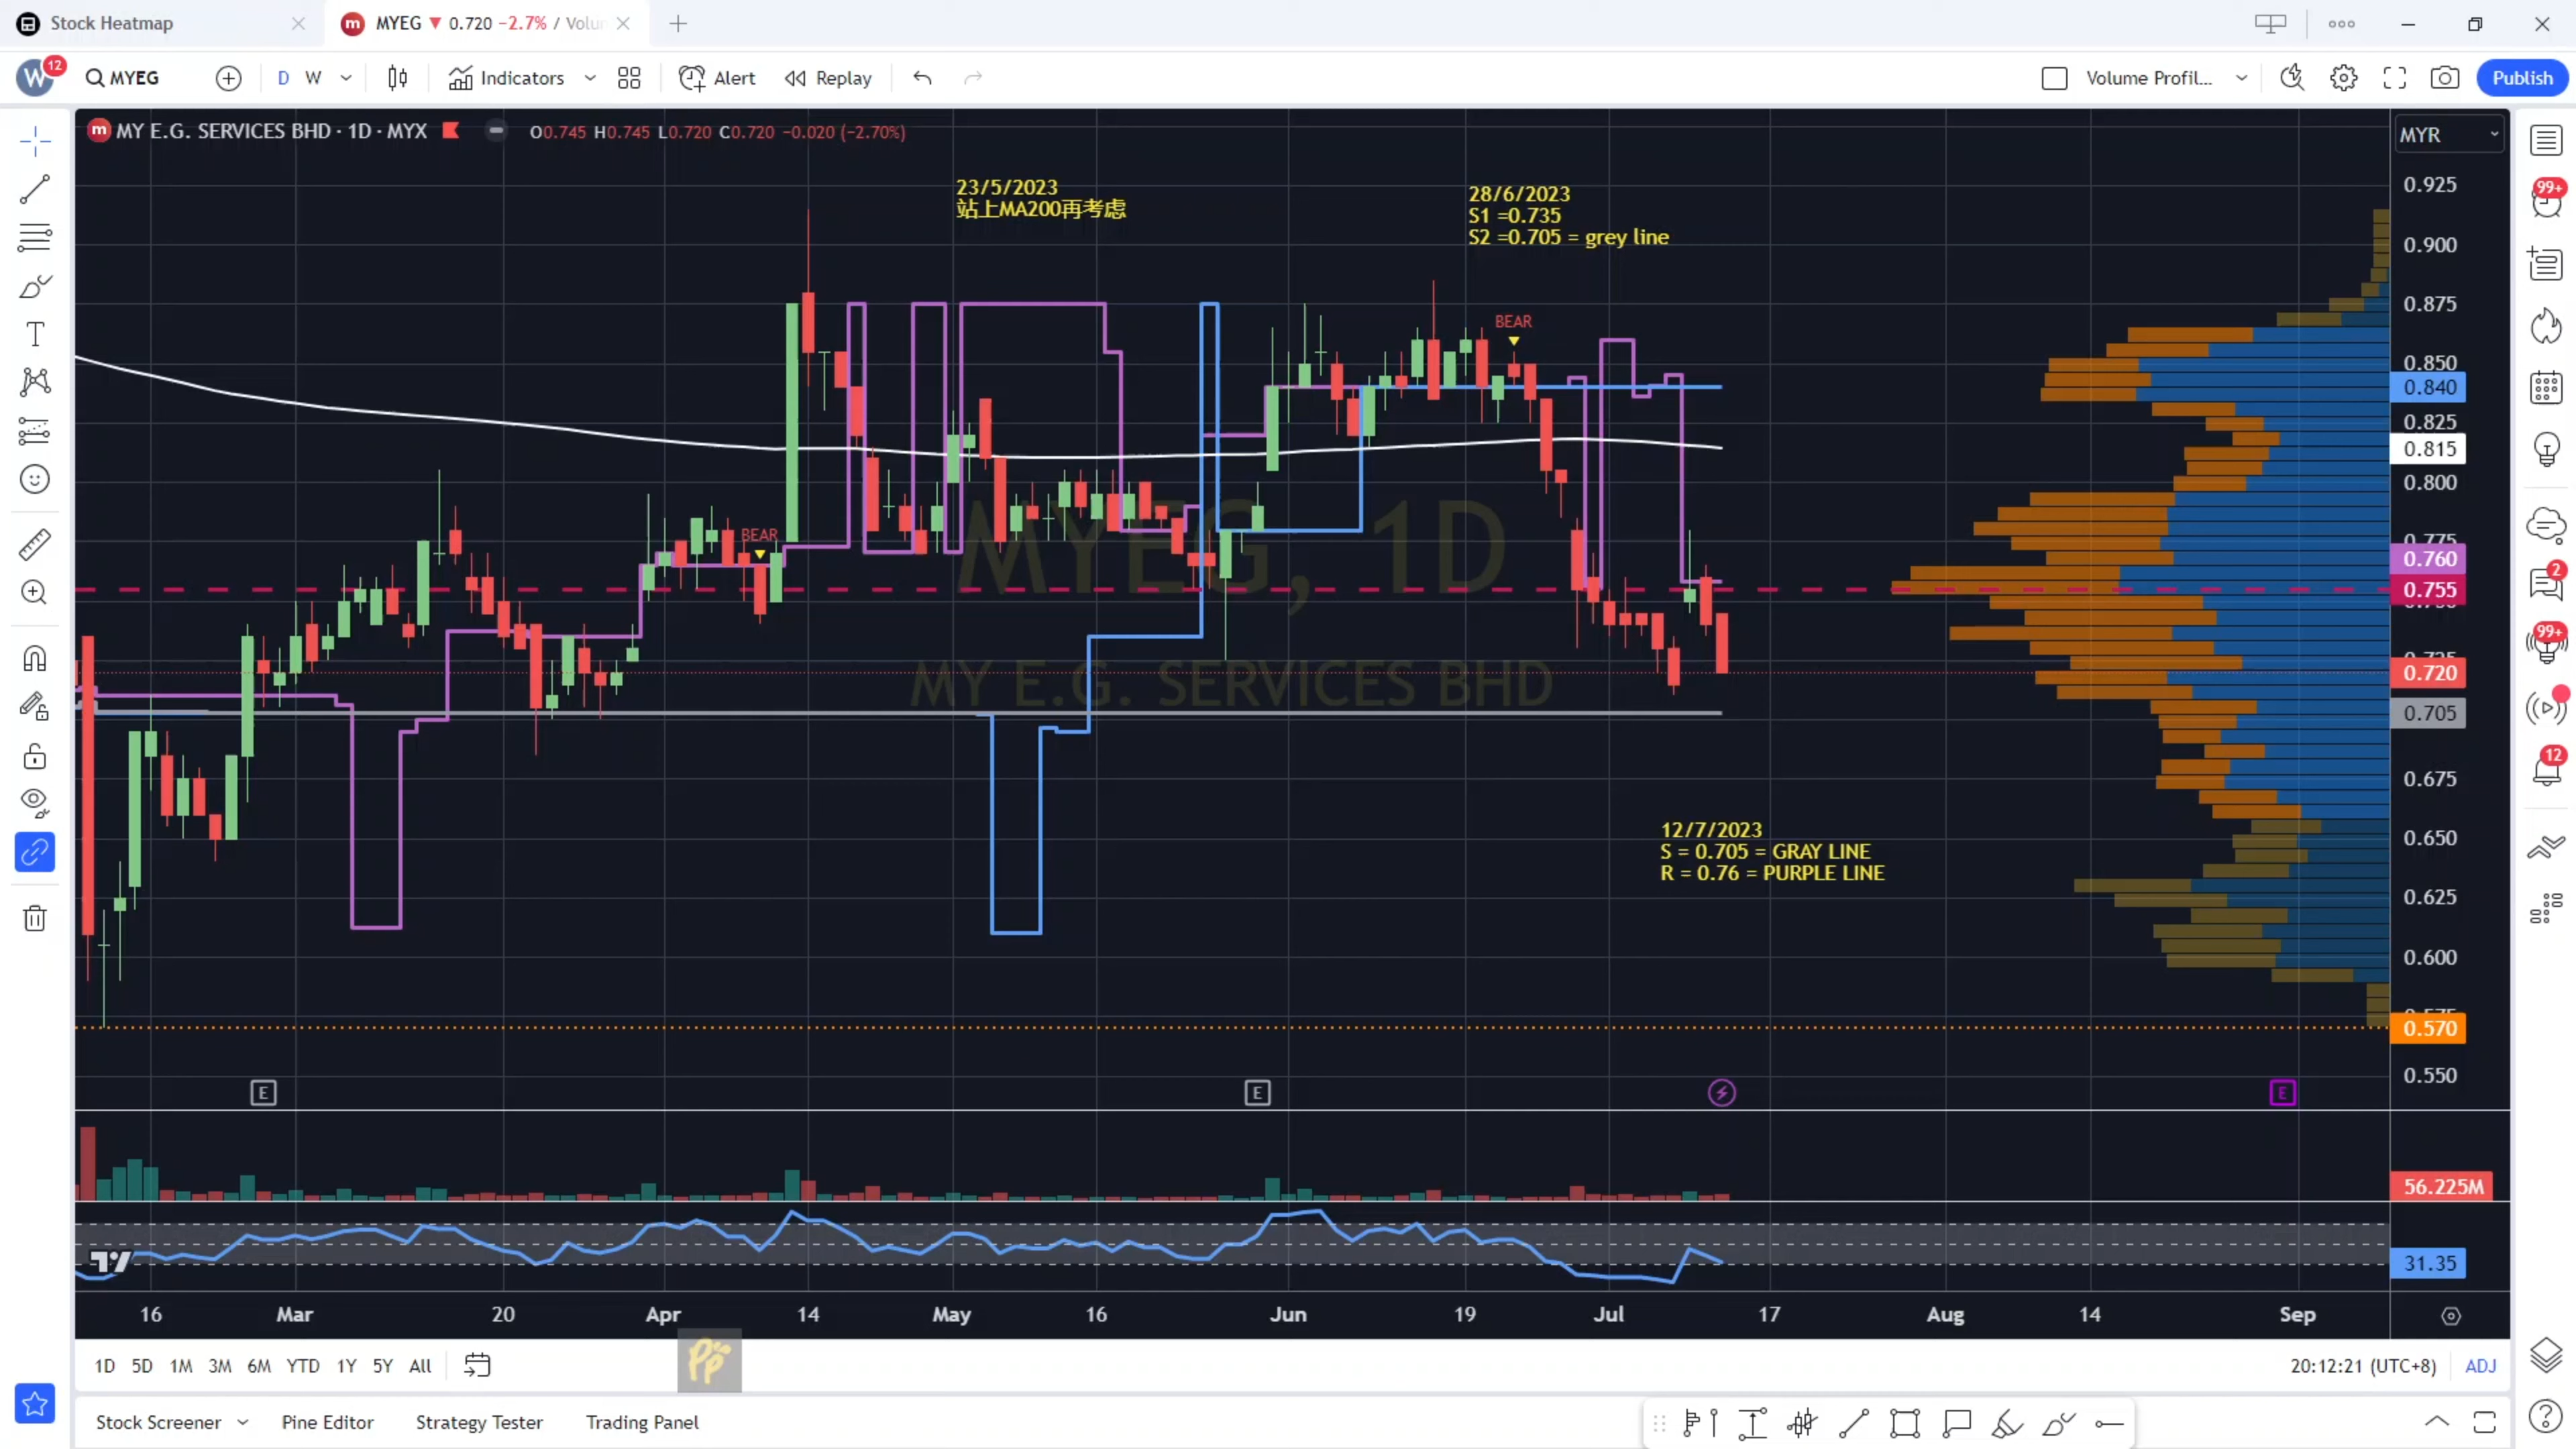 Stock Heatmap
m MYEG ▼ 0.720 −2.7% / Volu
W 12 MYEG D W Indicators Alert Replay Volume Profil... Publish
m MY E.G. SERVICES BHD · 1D · MYX O0.745 H0.745 L0.720 C0.720 −0.020 (−2.70%)
MYR
23/5/2023
站上MA200再考虑
28/6/2023
S1 =0.735
S2 =0.705 = grey line
BEAR
BEAR
MYEG, 1D
MY E.G. SERVICES BHD
12/7/2023
S = 0.705 = GRAY LINE
R = 0.76 = PURPLE LINE
0.925
0.900
0.875
0.850
0.840
0.825
0.815
0.800
0.775
0.760
0.755
0.720
0.705
0.675
0.650
0.625
0.600
0.570
0.550
E
E
E
56.225M
31.35
16 Mar 20 Apr 14 May 16 Jun 19 Jul 17 Aug 14 Sep
1D 5D 1M 3M 6M YTD 1Y 5Y All
Pp
20:12:21 (UTC+8) ADJ
Stock Screener Pine Editor Strategy Tester Trading Panel
99+
2
99+
12